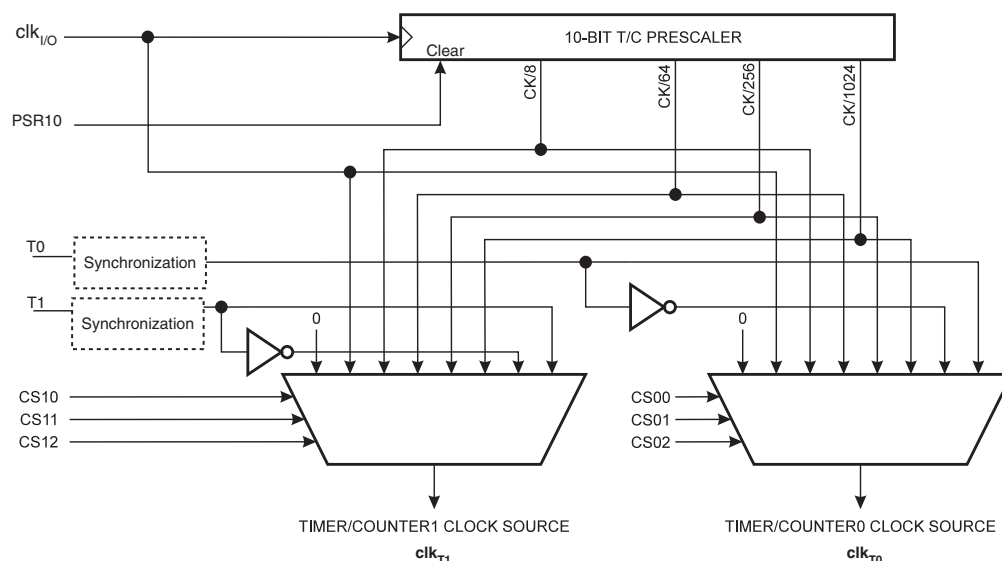 clkI/O
10-BIT T/C PRESCALER
Clear
CK/8
CK/64
CK/256
CK/1024
PSR10
T0
Synchronization
T1
Synchronization
0
0
CS10
CS11
CS12
CS00
CS01
CS02
TIMER/COUNTER1 CLOCK SOURCE
clkT1
TIMER/COUNTER0 CLOCK SOURCE
clkT0